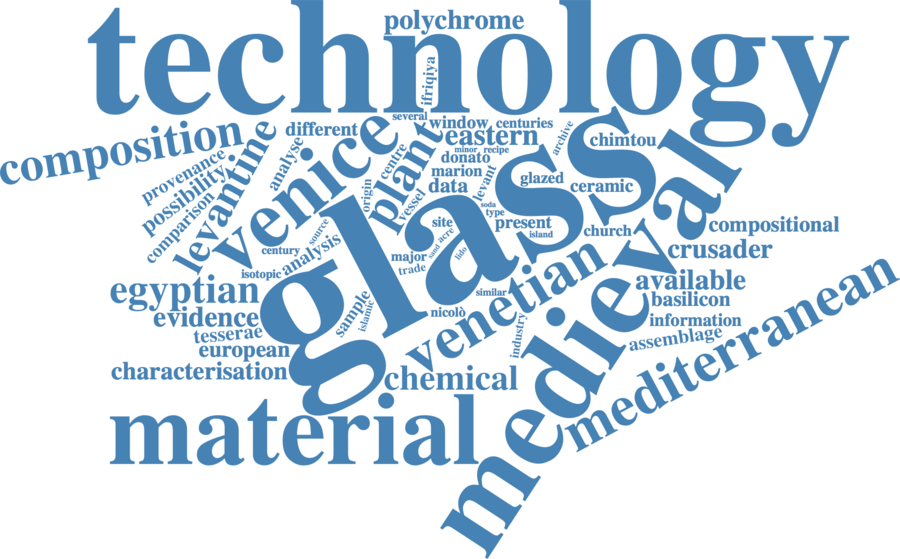 polychrome
technology
ifriqiya
several
window
centuries
different
composition
eastern
minor
recipe
archive
chimtou
provenance
possibility
comparison
levantine
analyse
venice
centre
plant
donato
marion
data
levant
glazed
ceramic
origin
vessel
soda
type
site
present
island
church
glass
medieval
compositional
crusader
century
source
isotopic
analysis
major
trade
sand
acre
lido
similar
venetian
available
basilicon
egyptian
evidence
tesserae
european
characterisation
sample
islamic
nicolò
industry
information
assemblage
mediterranean
chemical
material